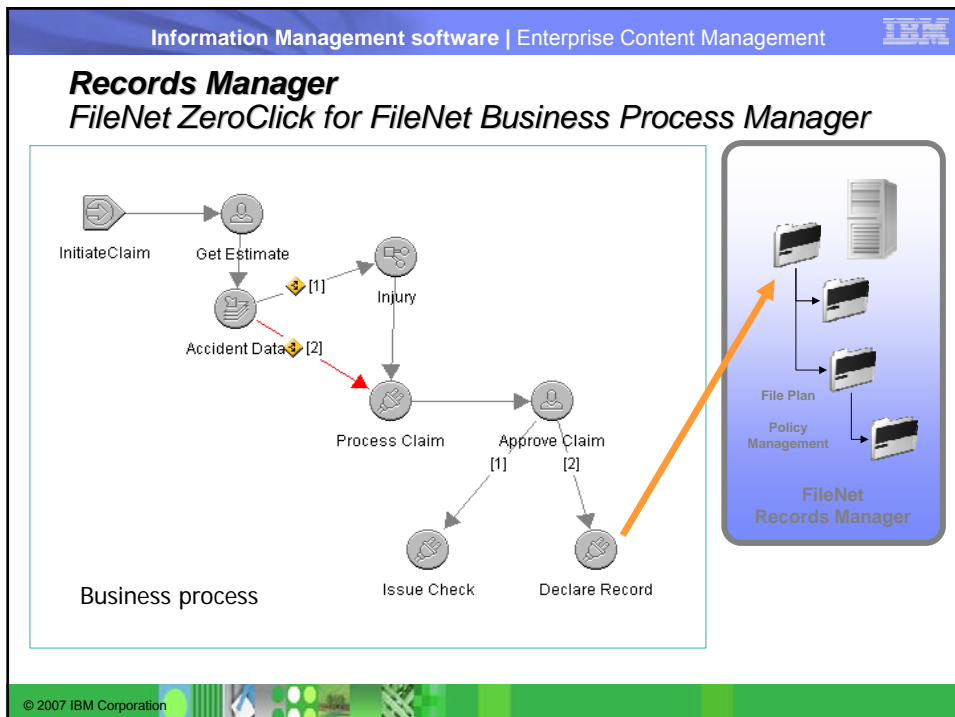 Information Management software | Enterprise Content Management
IBM
Records Manager
FileNet ZeroClick for FileNet Business Process Manager
InitiateClaim
Get Estimate
[1]
Injury
Accident Data
[2]
Process Claim
Approve Claim
[1]
[2]
Issue Check
Declare Record
Business process
File Plan
Policy
Management
FileNet
Records Manager
© 2007 IBM Corporation